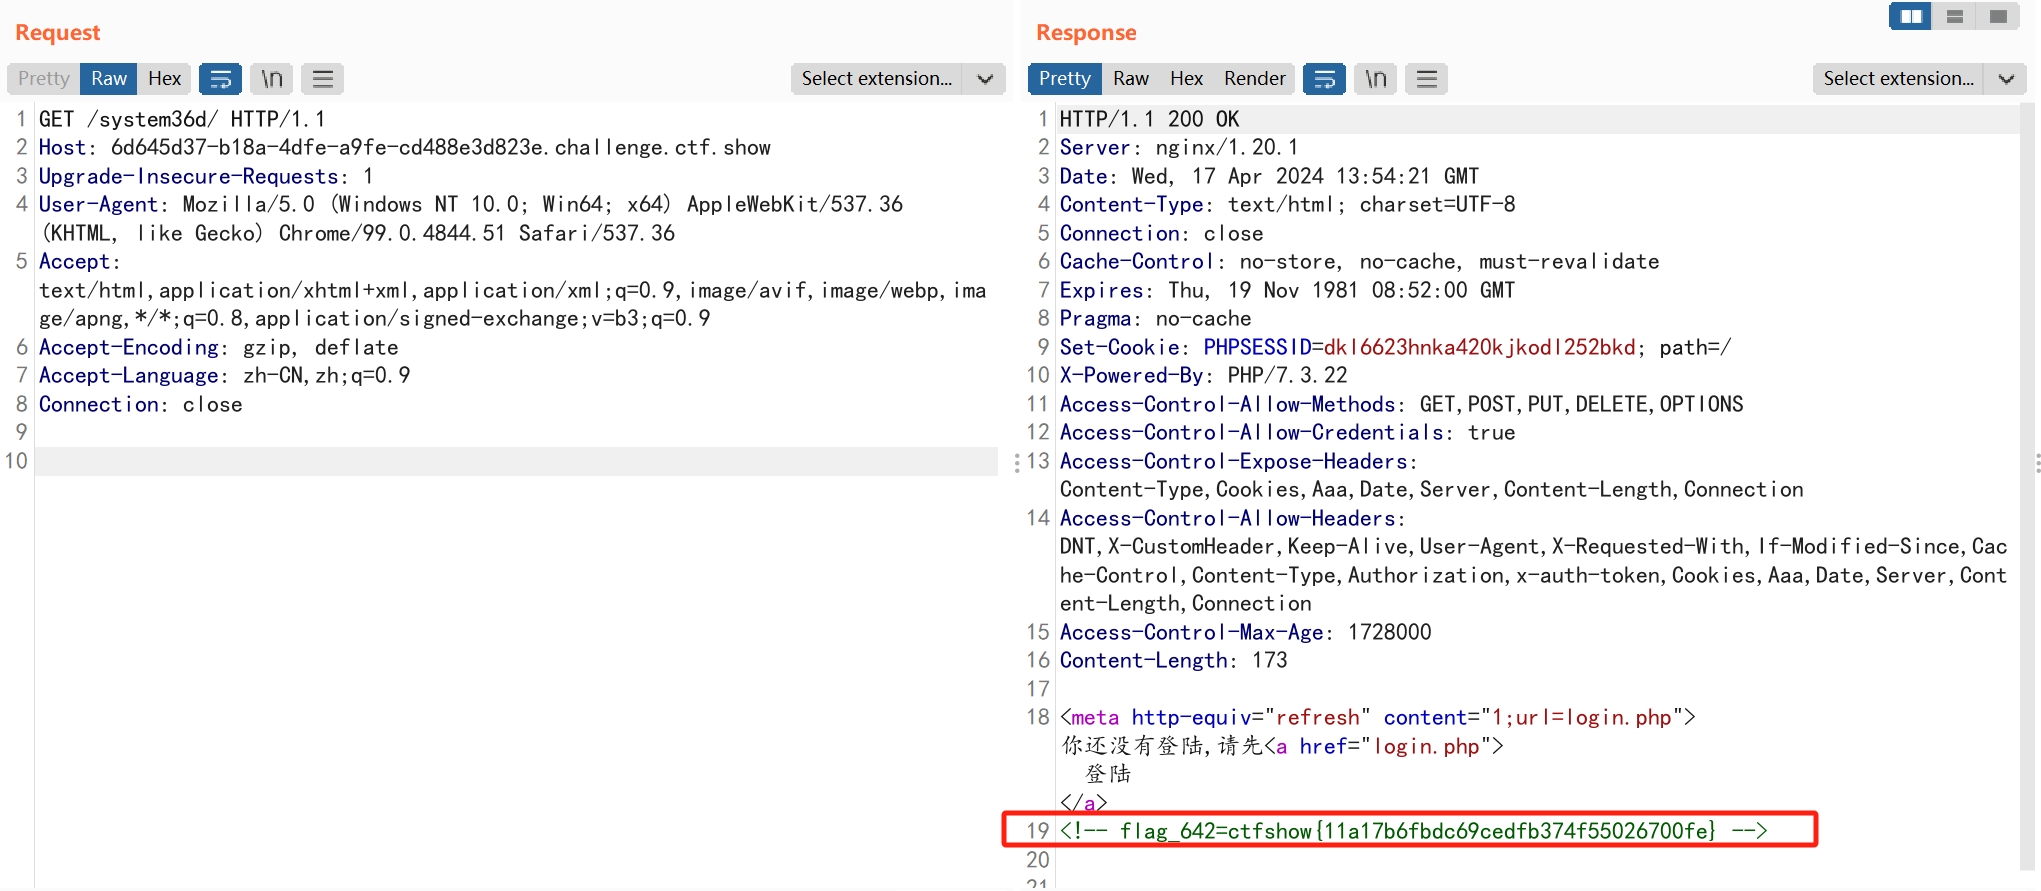 Request
Pretty Raw Hex \n Select extension...
1 GET /system36d/ HTTP/1.1
2 Host: 6d645d37-b18a-4dfe-a9fe-cd488e3d823e.challenge.ctf.show
3 Upgrade-Insecure-Requests: 1
4 User-Agent: Mozilla/5.0 (Windows NT 10.0; Win64; x64) AppleWebKit/537.36
(KHTML, like Gecko) Chrome/99.0.4844.51 Safari/537.36
5 Accept:
text/html,application/xhtml+xml,application/xml;q=0.9,image/avif,image/webp,ima
ge/apng,*/*;q=0.8,application/signed-exchange;v=b3;q=0.9
6 Accept-Encoding: gzip, deflate
7 Accept-Language: zh-CN,zh;q=0.9
8 Connection: close
9
10
Response
Pretty Raw Hex Render \n Select extension...
1 HTTP/1.1 200 OK
2 Server: nginx/1.20.1
3 Date: Wed, 17 Apr 2024 13:54:21 GMT
4 Content-Type: text/html; charset=UTF-8
5 Connection: close
6 Cache-Control: no-store, no-cache, must-revalidate
7 Expires: Thu, 19 Nov 1981 08:52:00 GMT
8 Pragma: no-cache
9 Set-Cookie: PHPSESSID=dkl6623hnka420kjkodl252bkd; path=/
10 X-Powered-By: PHP/7.3.22
11 Access-Control-Allow-Methods: GET,POST,PUT,DELETE,OPTIONS
12 Access-Control-Allow-Credentials: true
13 Access-Control-Expose-Headers:
Content-Type,Cookies,Aaa,Date,Server,Content-Length,Connection
14 Access-Control-Allow-Headers:
DNT,X-CustomHeader,Keep-Alive,User-Agent,X-Requested-With,If-Modified-Since,Cac
he-Control,Content-Type,Authorization,x-auth-token,Cookies,Aaa,Date,Server,Cont
ent-Length,Connection
15 Access-Control-Max-Age: 1728000
16 Content-Length: 173
17
18 <meta http-equiv="refresh" content="1;url=login.php">
你还没有登陆,请先<a href="login.php">
登陆
</a>
19 <!-- flag_642=ctfshow{11a17b6fbdc69cedfb374f55026700fe} -->
20
21